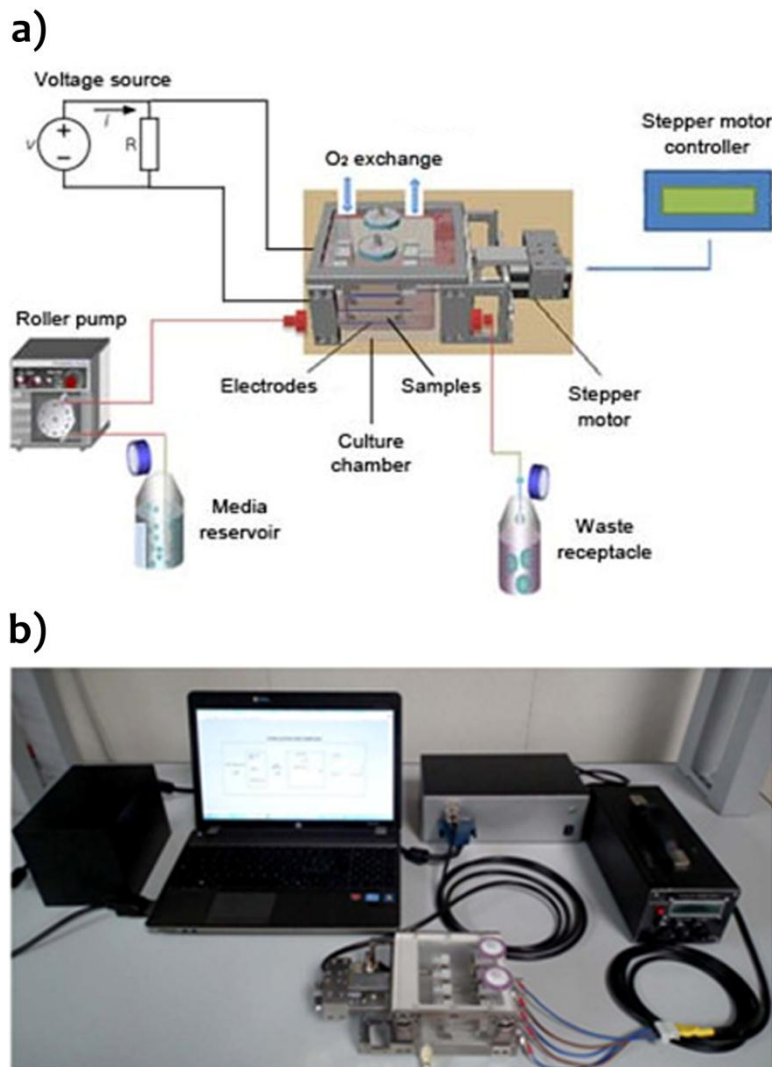 a)
Voltage source
i
v
R
O₂ exchange
Stepper motor
controller
Roller pump
Electrodes
Samples
Stepper
motor
Culture
chamber
Media
reservoir
Waste
receptacle
b)